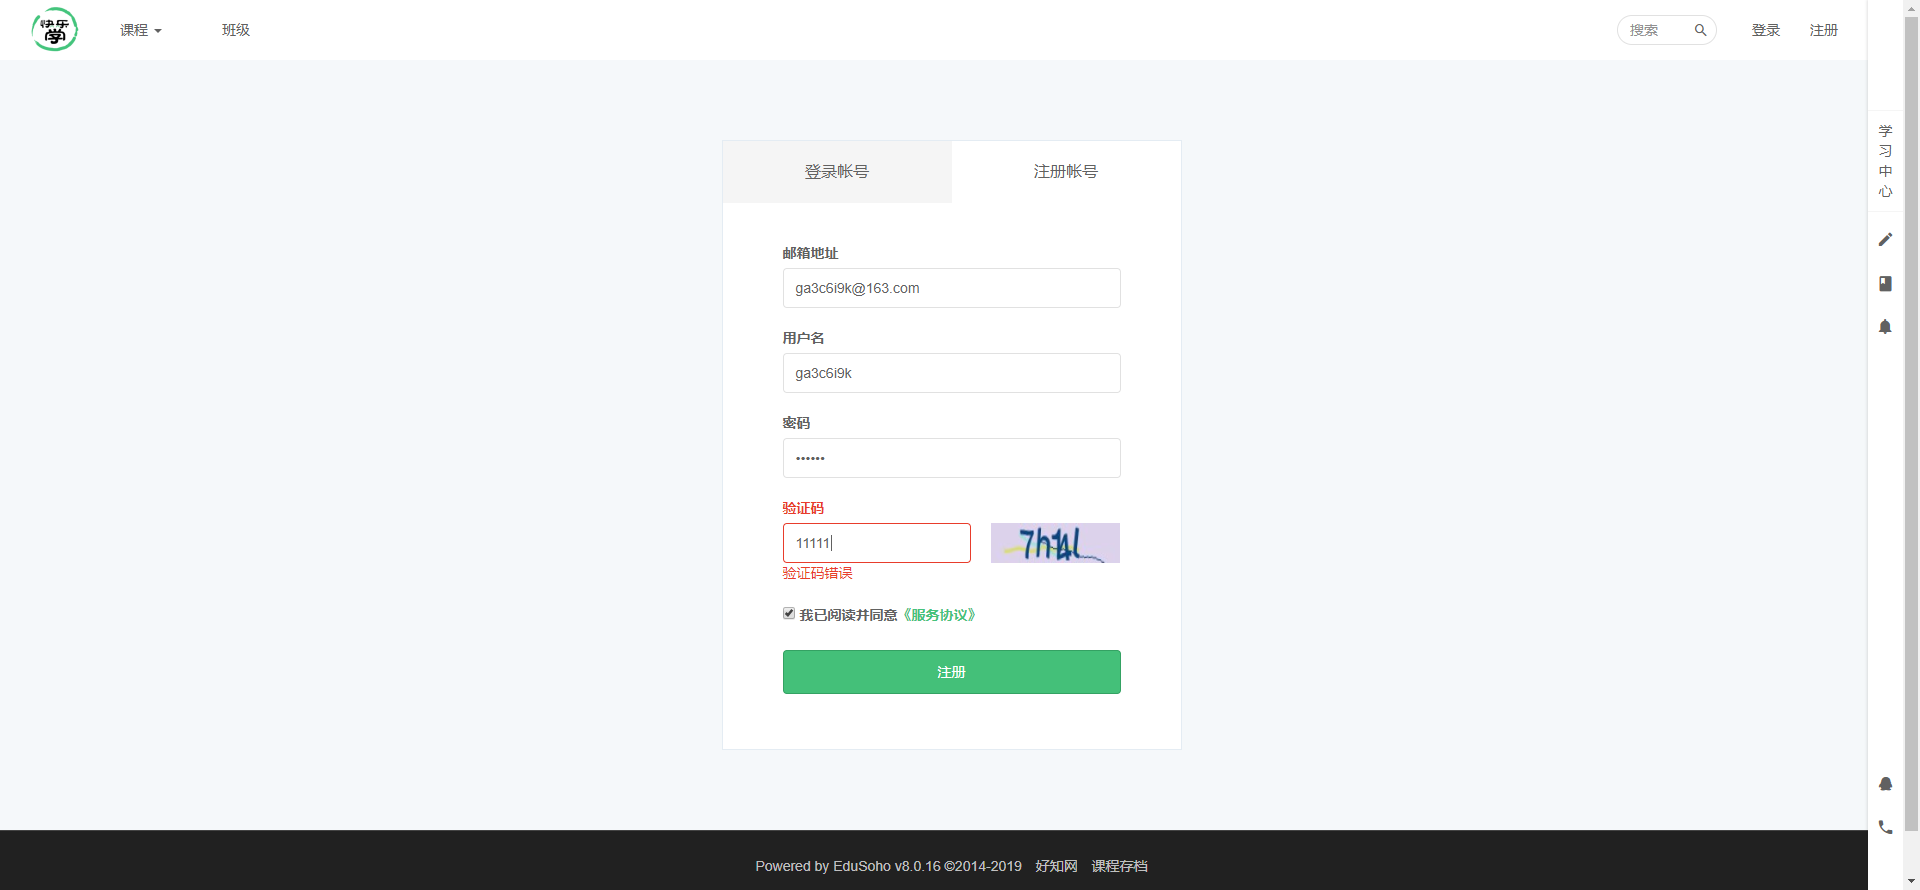 快乐
学
课程
班级
搜索
登录
注册
登录帐号
注册帐号
邮箱地址
ga3c6i9k@163.com
用户名
ga3c6i9k
密码
••••••
验证码
11111
验证码错误
我已阅读并同意《服务协议》
注册
学
习
中
心
Powered by EduSoho v8.0.16 ©2014-2019 好知网 课程存档